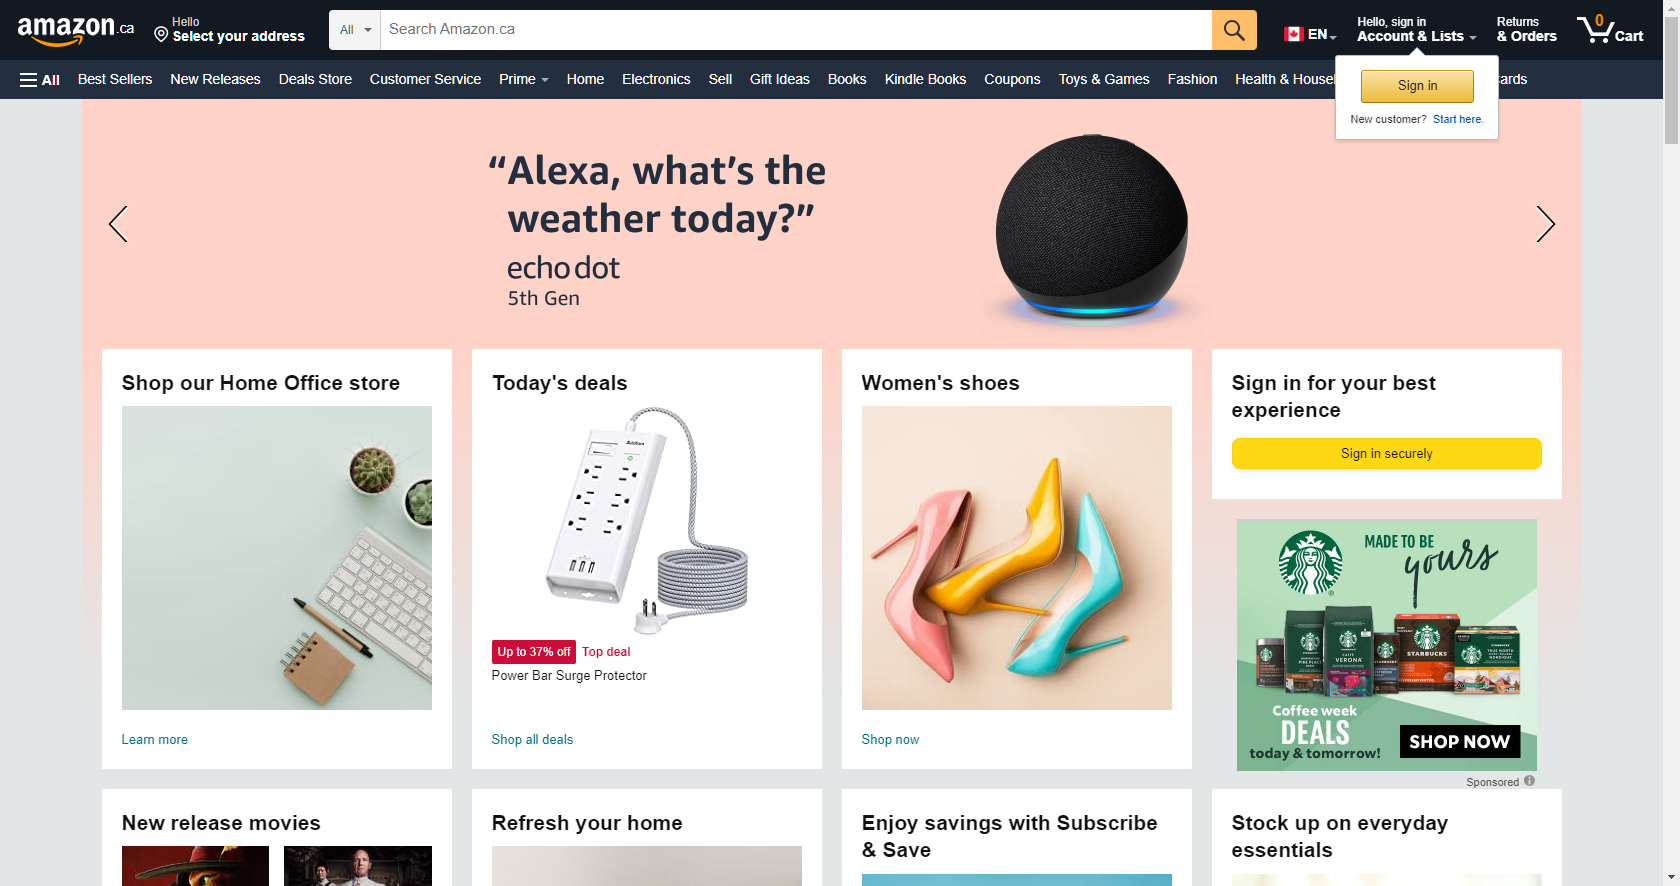 amazon.ca
Hello
Select your address
All
Search Amazon.ca
EN
Hello, sign in
Account & Lists
Returns
& Orders
0
Cart
All
Best Sellers
New Releases
Deals Store
Customer Service
Prime
Home
Electronics
Sell
Gift Ideas
Books
Kindle Books
Coupons
Toys & Games
Fashion
Health &
Sign in
New customer? Start here.
“Alexa, what’s the
weather today?”
echo dot
5th Gen
Shop our Home Office store
Learn more
Today's deals
Up to 37% off
Top deal
Power Bar Surge Protector
Shop all deals
Women's shoes
Shop now
Sign in for your best
experience
Sign in securely
MADE TO BE
yours
VERONA
STARBUCKS
Coffee week
DEALS
today & tomorrow!
SHOP NOW
Sponsored
New release movies
Refresh your home
Enjoy savings with Subscribe
& Save
Stock up on everyday
essentials